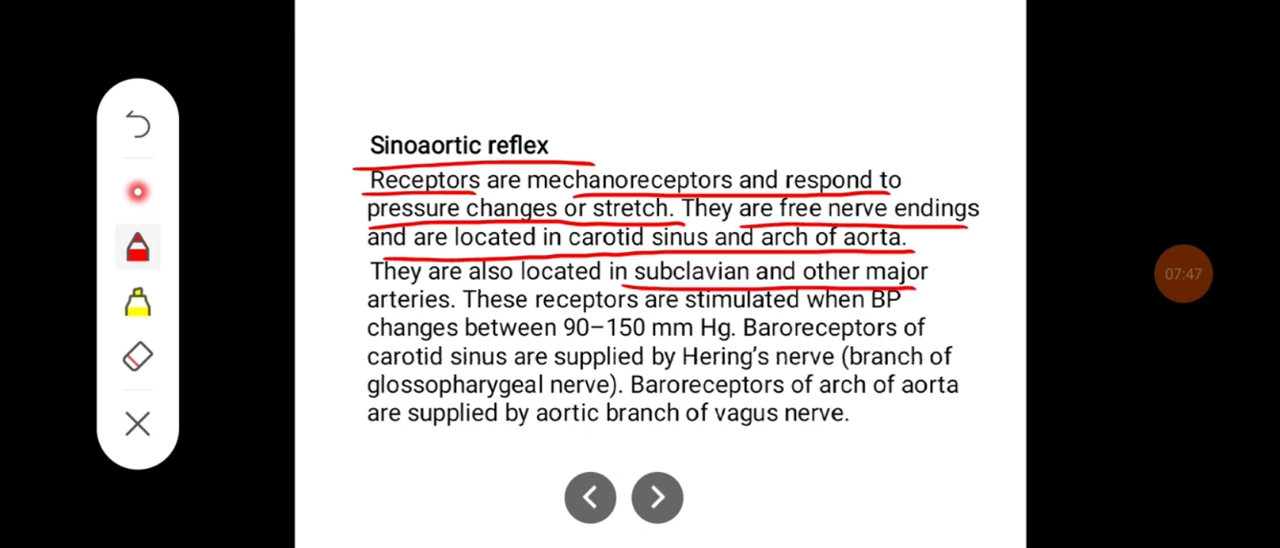 Sinoaortic reflex
Receptors are mechanoreceptors and respond to
pressure changes or stretch. They are free nerve endings
and are located in carotid sinus and arch of aorta.
They are also located in subclavian and other major
arteries. These receptors are stimulated when BP
changes between 90–150 mm Hg. Baroreceptors of
carotid sinus are supplied by Hering's nerve (branch of
glossopharygeal nerve). Baroreceptors of arch of aorta
are supplied by aortic branch of vagus nerve.
07:47